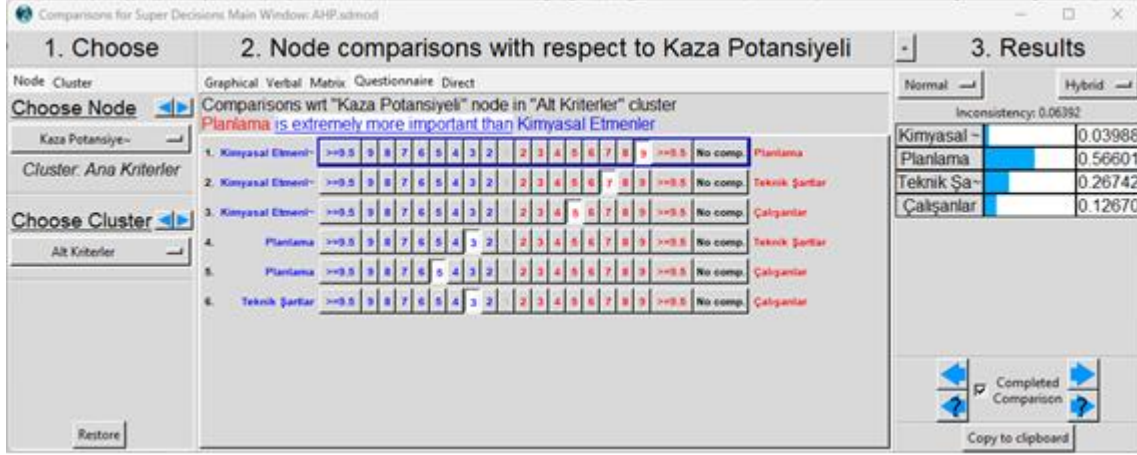 Comparisons for Super Decisions Main Window: AHP.sdmod
1. Choose
2. Node comparisons with respect to Kaza Potansiyeli
3. Results
Node Cluster
Choose Node
Kaza Potansiye~
Cluster: Ana Kriterler
Choose Cluster
Alt Kriterler
Restore
Graphical Verbal Matrix Questionnaire Direct
Comparisons wrt "Kaza Potansiyeli" node in "Alt Kriterler" cluster
Planlama is extremely more important than Kimyasal Etmenler
1. Kimyasal Etmenl~ >=9.5 9 8 7 6 5 4 3 2 2 3 4 5 6 7 8 9 >=9.5 No comp. Planlama
2. Kimyasal Etmenl~ >=9.5 9 8 7 6 5 4 3 2 2 3 4 5 6 7 8 9 >=9.5 No comp. Teknik Şartlar
3. Kimyasal Etmenl~ >=9.5 9 8 7 6 5 4 3 2 2 3 4 5 6 7 8 9 >=9.5 No comp. Çalışanlar
4. Planlama >=9.5 9 8 7 6 5 4 3 2 2 3 4 5 6 7 8 9 >=9.5 No comp. Teknik Şartlar
5. Planlama >=9.5 9 8 7 6 5 4 3 2 2 3 4 5 6 7 8 9 >=9.5 No comp. Çalışanlar
6. Teknik Şartlar >=9.5 9 8 7 6 5 4 3 2 2 3 4 5 6 7 8 9 >=9.5 No comp. Çalışanlar
Normal Hybrid
Inconsistency: 0.06392
Kimyasal ~ 0.03988
Planlama 0.56601
Teknik Şa~ 0.26742
Çalışanlar 0.12670
Completed
Comparison
? ?
Copy to clipboard